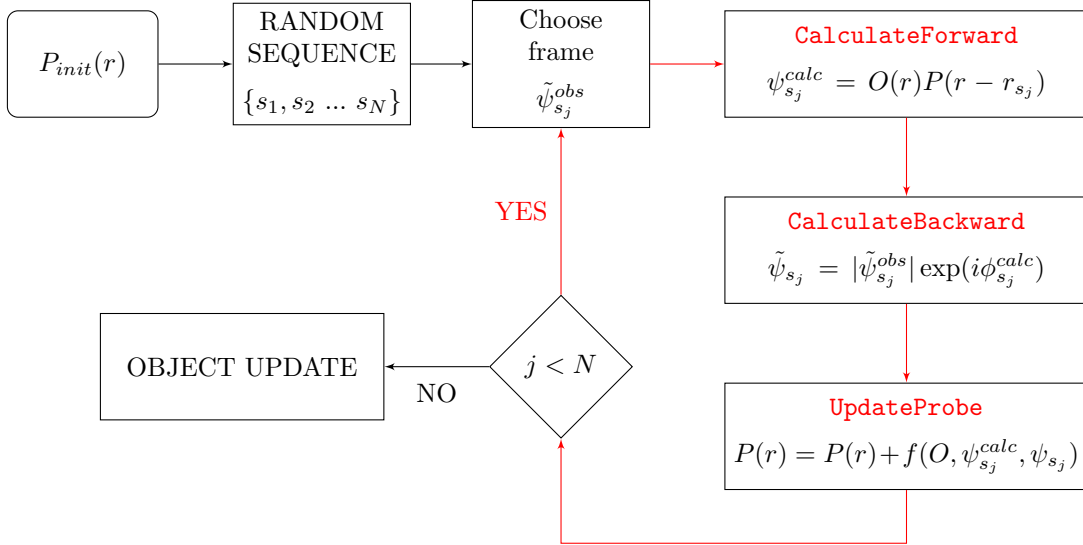 $P_{init}(r)$
RANDOM
SEQUENCE
$\{s_1, s_2 \ldots s_N\}$
Choose
frame
$\tilde{\psi}^{obs}_{s_j}$
CalculateForward
$\psi^{calc}_{s_j} = O(r)P(r - r_{s_j})$
YES
CalculateBackward
$\tilde{\psi}_{s_j} = |\tilde{\psi}^{obs}_{s_j}| \exp(i\phi^{calc}_{s_j})$
OBJECT UPDATE
NO
$j < N$
UpdateProbe
$P(r) = P(r) + f(O, \psi^{calc}_{s_j}, \psi_{s_j})$